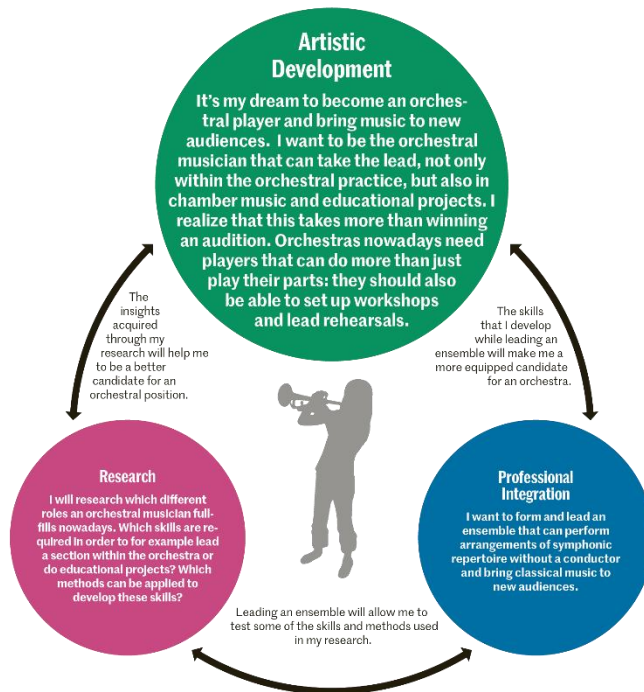 Artistic
Development
It's my dream to become an orches-
tral player and bring music to new
audiences. I want to be the orchestral
musician that can take the lead, not only
within the orchestral practice, but also in
chamber music and educational projects. I
realize that this takes more than winning
an audition. Orchestras nowadays need
players that can do more than just
play their parts: they should also
be able to set up workshops
and lead rehearsals.
The
insights
acquired
through my
research will help me
to be a better
candidate for an
orchestral position.
The skills
that I develop
while leading an
ensemble will make me a
more equipped candidate
for an orchestra.
Research
I will research which different
roles an orchestral musician full-
fills nowadays. Which skills are re-
quired in order to for example lead
a section within the orchestra or
do educational projects? Which
methods can be applied to
develop these skills?
Professional
Integration
I want to form and lead an
ensemble that can perform
arrangements of symphonic
repertoire without a conductor
and bring classical music to
new audiences.
Leading an ensemble will allow me to
test some of the skills and methods used
in my research.